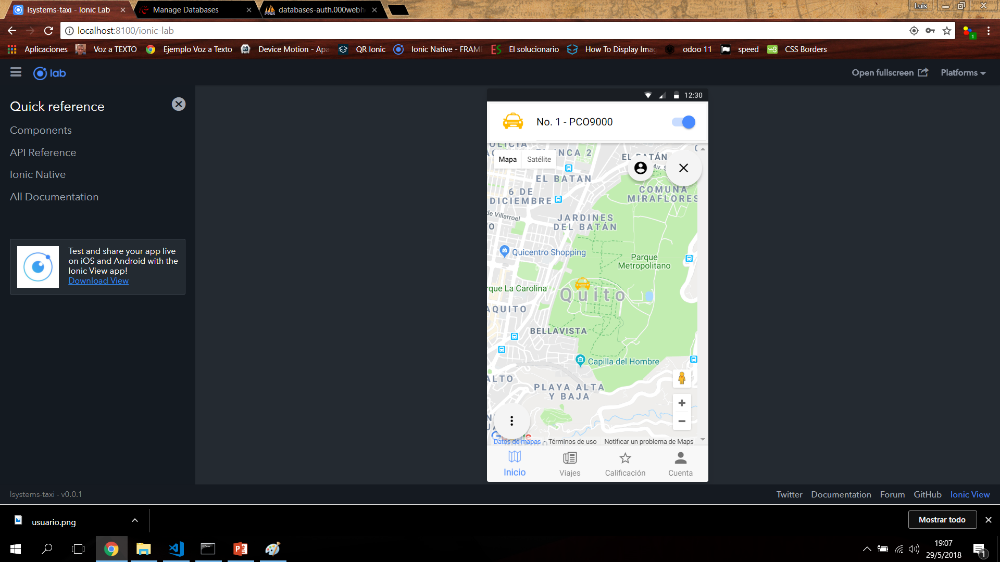 lsystems-taxi - Ionic Lab
Manage Databases
databases-auth.000webh
Luis
localhost:8100/ionic-lab
1
Aplicaciones
Voz a TEXTO
Ejemplo Voz a Texto
Device Motion - Apa
QR Ionic
Ionic Native - FRAM
El solucionario
How To Display Imag
odoo 11
speed
CSS Borders
lab
Open fullscreen
Platforms
Quick reference
Components
API Reference
Ionic Native
All Documentation
Test and share your app live
on iOS and Android with the
Ionic View app!
Download View
12:30
No. 1 - PCO9000
Mapa
Satélite
EL BATÁN
EL BATAN
6 DE
DICIEMBRE
COMUNA
MIRAFLORES
de Villarroel
JARDINES
DEL BATÁN
Quicentro Shopping
Parque
Metropolitano
rque La Carolina
Quito
AQUITO
BELLAVISTA
Capilla del Hombre
ALTO
PLAYA ALTA
Y BAJA
Datos de mapas
Términos de uso
Notificar un problema de Maps
Inicio
Viajes
Calificación
Cuenta
lsystems-taxi - v0.0.1
Twitter
Documentation
Forum
GitHub
Ionic View
usuario.png
Mostrar todo
19:07
29/5/2018
1